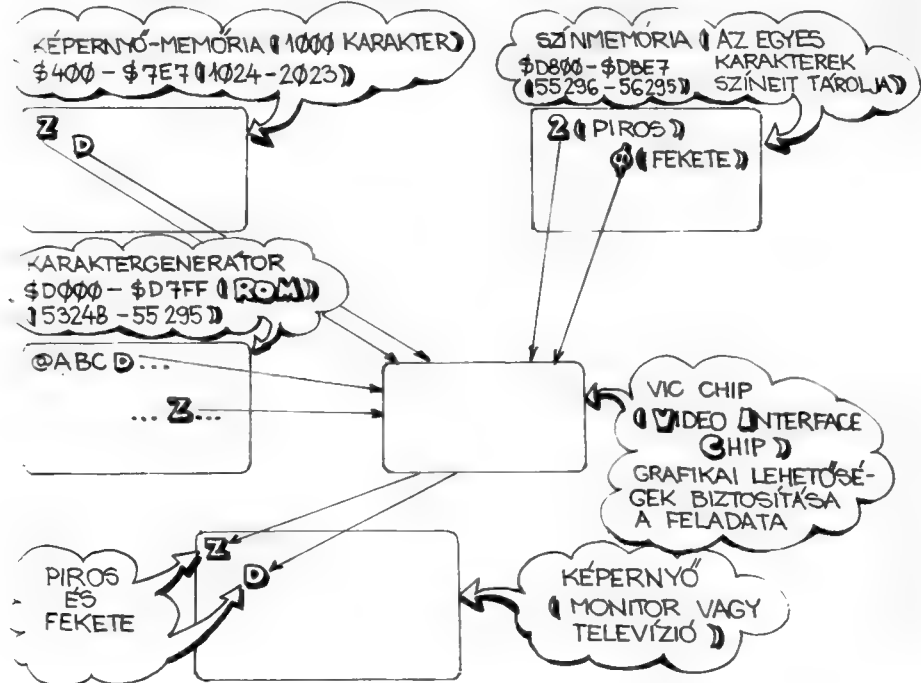 KÉPERNYŐ-MEMÓRIA (1000 KARAKTER)
$400 - $7E7 (1024-2023)
SZÍNMEMÓRIA (AZ EGYES
KARAKTEREK
$D800-$DBE7
SZÍNEIT TÁROLJA)
(55296-56295)
Z
D
2 (PIROS)
0 (FEKETE)
KARAKTERGENERÁTOR
$D000 - $D7FF (ROM)
(53248-55295)
@ABCD...
...Z...
VIC CHIP
(VIDEO INTERFACE
CHIP)
GRAFIKAI LEHETŐSÉ-
GEK BIZTOSÍTÁSA
A FELADATA
Z
D
PIROS
ÉS
FEKETE
KÉPERNYŐ
(MONITOR VAGY
TELEVÍZIÓ)